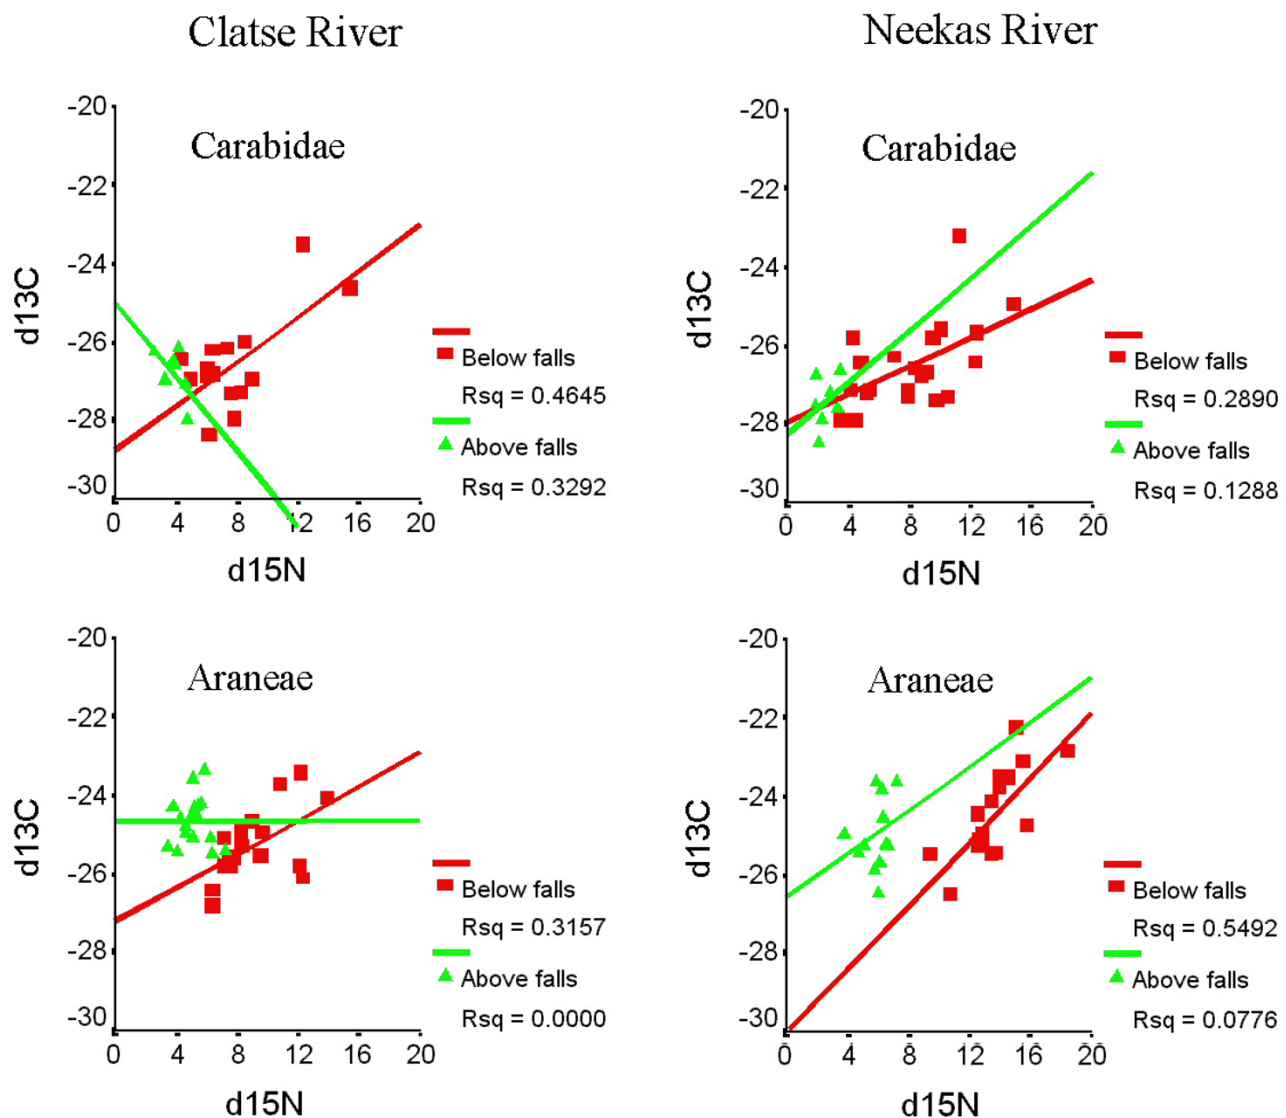 Clatse River
Neekas River
-20
-22
-24
-26
-28
-30
d13C
Carabidae
0 4 8 12 16 20
d15N
Below falls
Rsq = 0.4645
Above falls
Rsq = 0.3292
-20
-22
-24
-26
-28
-30
d13C
Carabidae
0 4 8 12 16 20
d15N
Below falls
Rsq = 0.2890
Above falls
Rsq = 0.1288
-20
-22
-24
-26
-28
-30
d13C
Araneae
0 4 8 12 16 20
d15N
Below falls
Rsq = 0.3157
Above falls
Rsq = 0.0000
-20
-22
-24
-26
-28
-30
d13C
Araneae
0 4 8 12 16 20
d15N
Below falls
Rsq = 0.5492
Above falls
Rsq = 0.0776